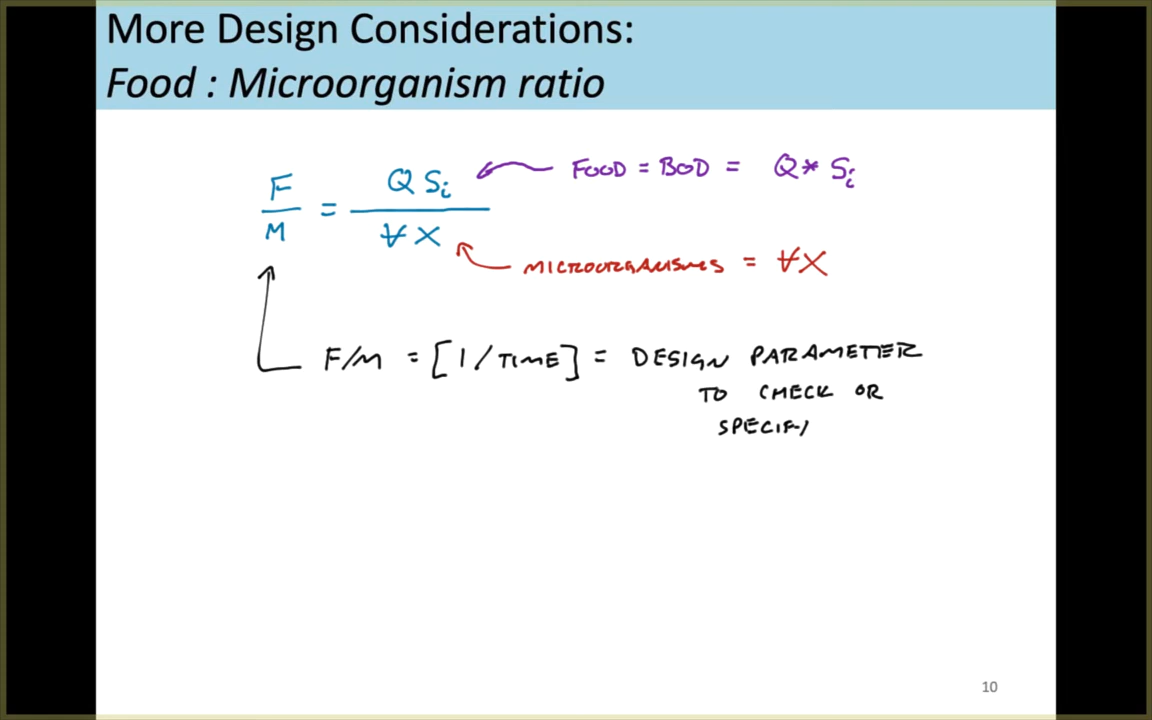 More Design Considerations:
Food : Microorganism ratio
F/M = Q Si / ∀ X
FOOD = BOD = Q * Si
MICROORGANISMS = ∀X
F/M = [1/TIME] = DESIGN PARAMETER
TO CHECK OR
SPECIFY
10